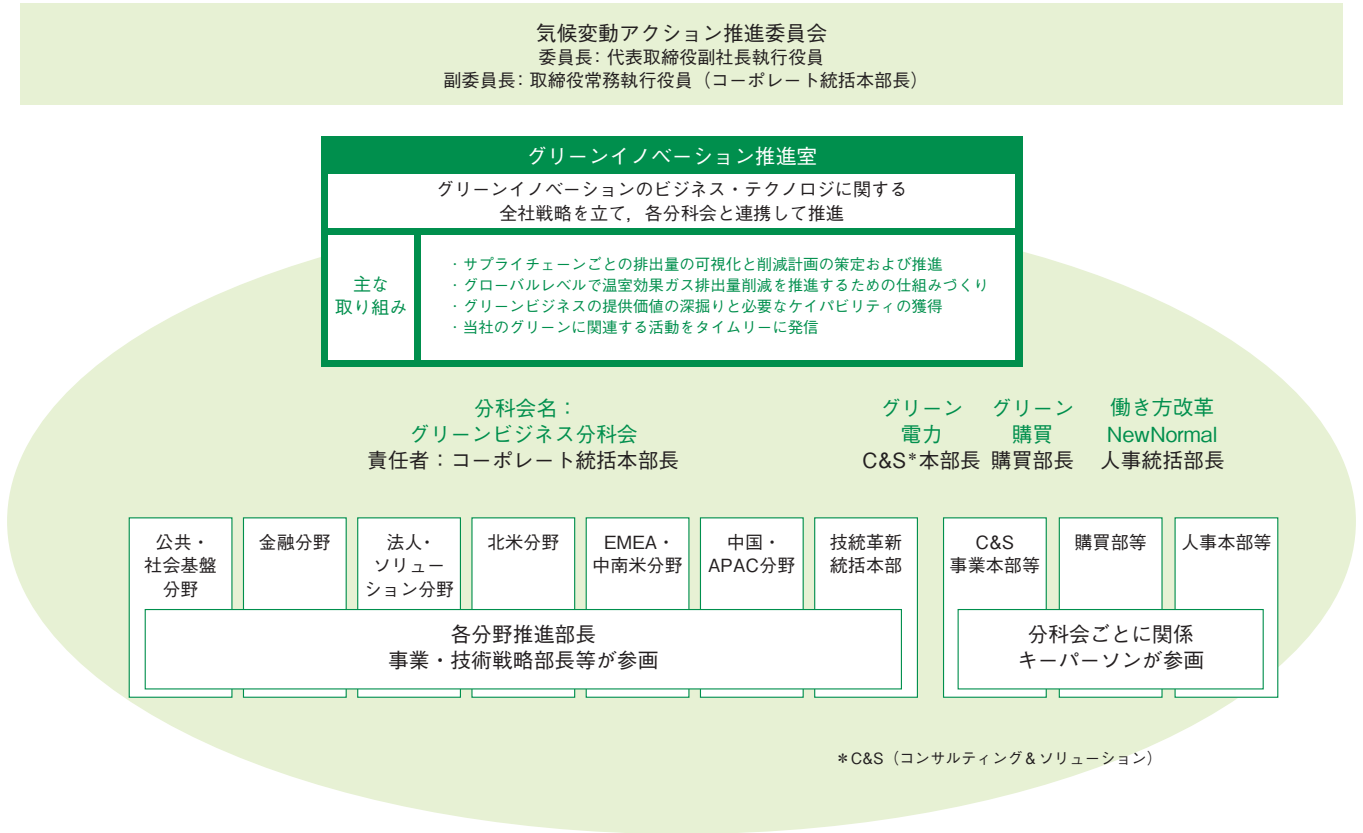 気候変動アクション推進委員会
委員長：代表取締役副社長執行役員
副委員長：取締役常務執行役員（コーポレート統括本部長）
グリーンイノベーション推進室
グリーンイノベーションのビジネス・テクノロジに関する
全社戦略を立て，各分科会と連携して推進
主な
取り組み
・サプライチェーンごとの排出量の可視化と削減計画の策定および推進
・グローバルレベルで温室効果ガス排出量削減を推進するための仕組みづくり
・グリーンビジネスの提供価値の深掘りと必要なケイパビリティの獲得
・当社のグリーンに関連する活動をタイムリーに発信
分科会名：
グリーンビジネス分科会
責任者：コーポレート統括本部長
グリーン
電力
C&S*本部長
グリーン
購買
購買部長
働き方改革
NewNormal
人事統括部長
公共・
社会基盤
分野
金融分野
法人・
ソリュー
ション分野
北米分野
EMEA・
中南米分野
中国・
APAC分野
技統革新
統括本部
C&S
事業本部等
購買部等
人事本部等
各分野推進部長
事業・技術戦略部長等が参画
分科会ごとに関係
キーパーソンが参画
＊C&S（コンサルティング＆ソリューション）